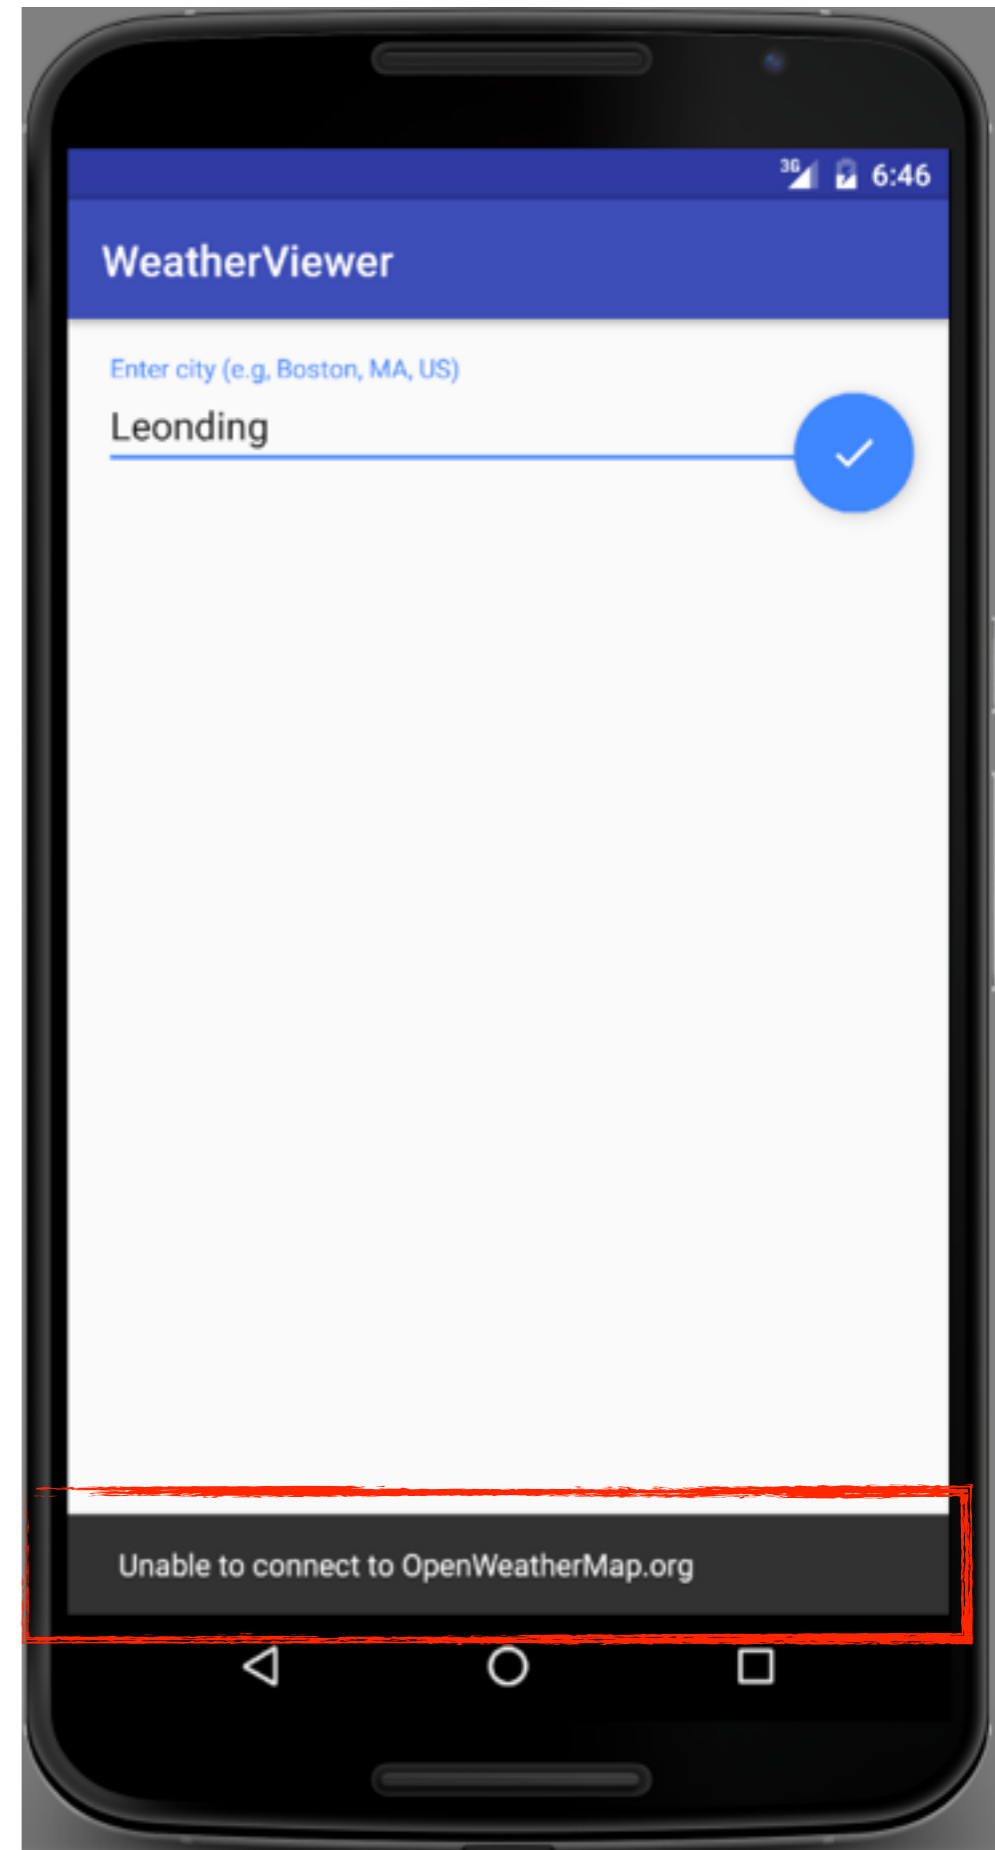 3G 6:46
WeatherViewer
Enter city (e.g, Boston, MA, US)
Leonding
Unable to connect to OpenWeatherMap.org